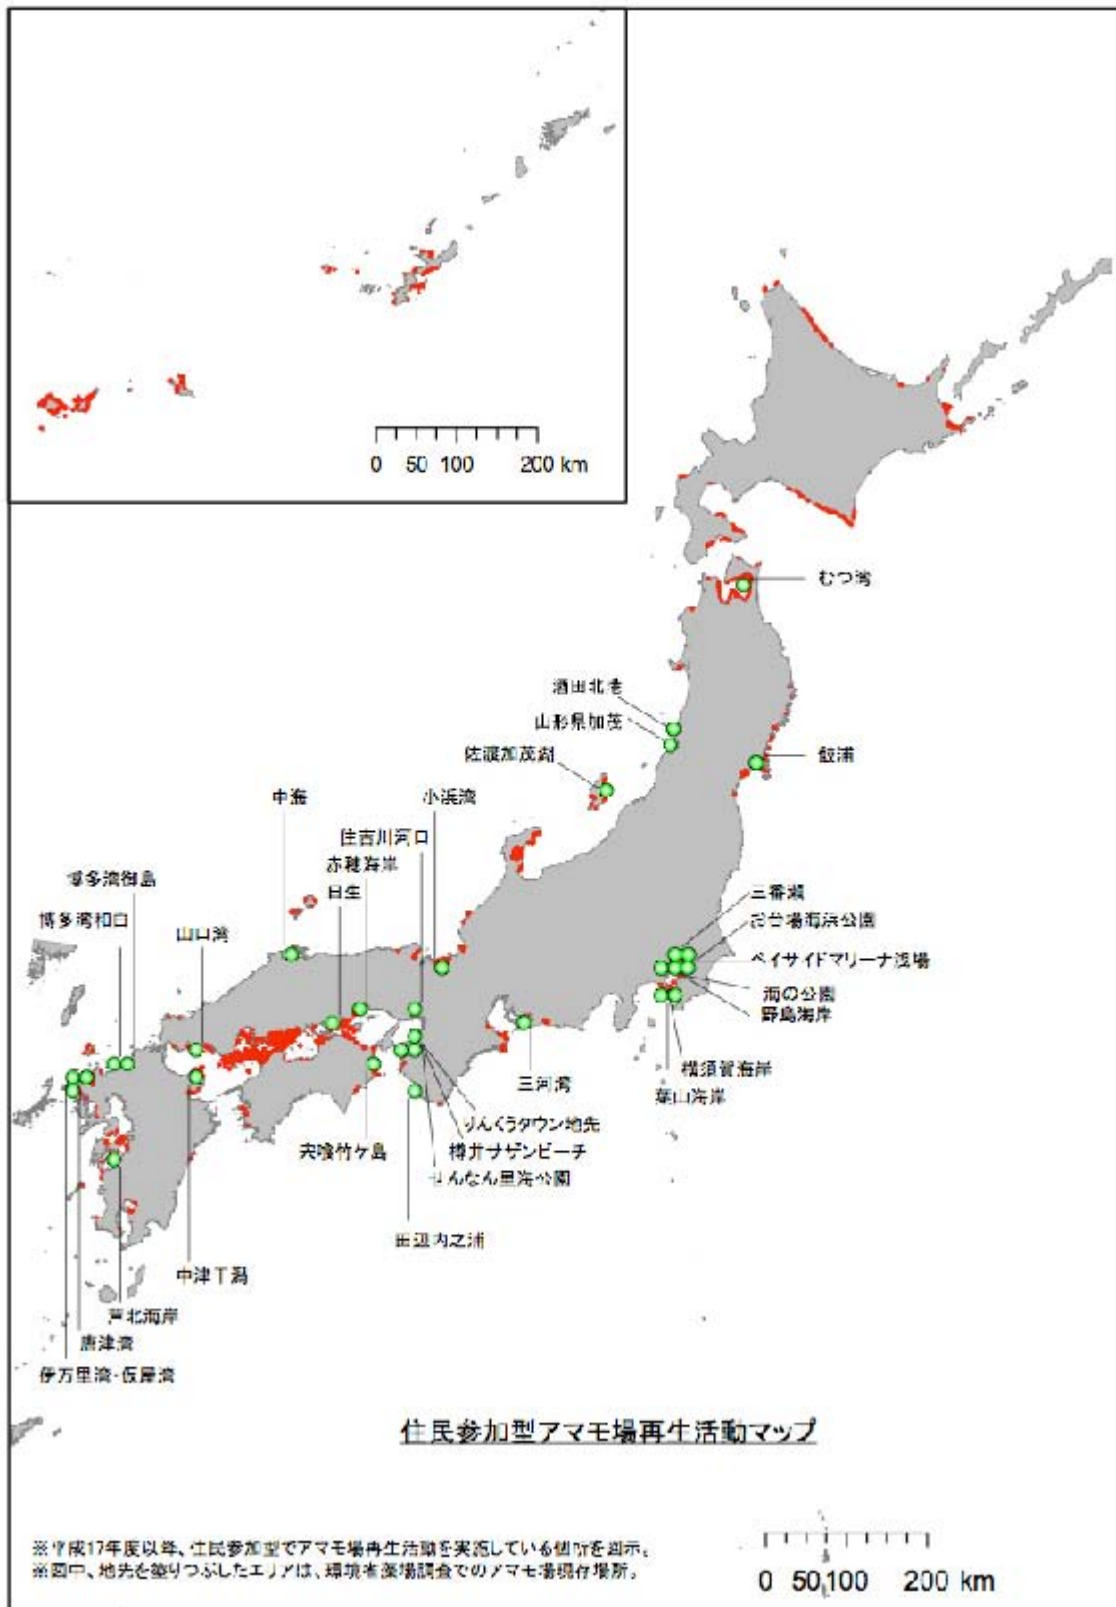 0 50 100 200 km
むつ湾
酒田北港
山形県加茂
佐渡加茂湖
飯浦
中海
小浜湾
住吉川河口
赤穂海岸
日生
博多湾御島
博多湾和白
山口湾
三番瀬
お台場海浜公園
ベイサイドマリーナ浅場
海の公園
野島海岸
横須賀海岸
葉山海岸
三河湾
りんくうタウン地先
樽井サザンビーチ
せんなん里海公園
宍喰竹ケ島
田辺内之浦
中津干潟
芦北海岸
唐津湾
伊万里湾・仮屋湾
住民参加型アマモ場再生活動マップ
※平成17年度以降、住民参加型でアマモ場再生活動を実施している個所を図示。
※図中、地先を塗りつぶしたエリアは、環境省藻場調査でのアマモ場現存場所。
0 50 100 200 km